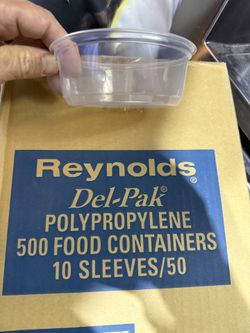 Reynolds
Del-Pak®
POLYPROPYLENE
500 FOOD CONTAINERS
10 SLEEVES/50